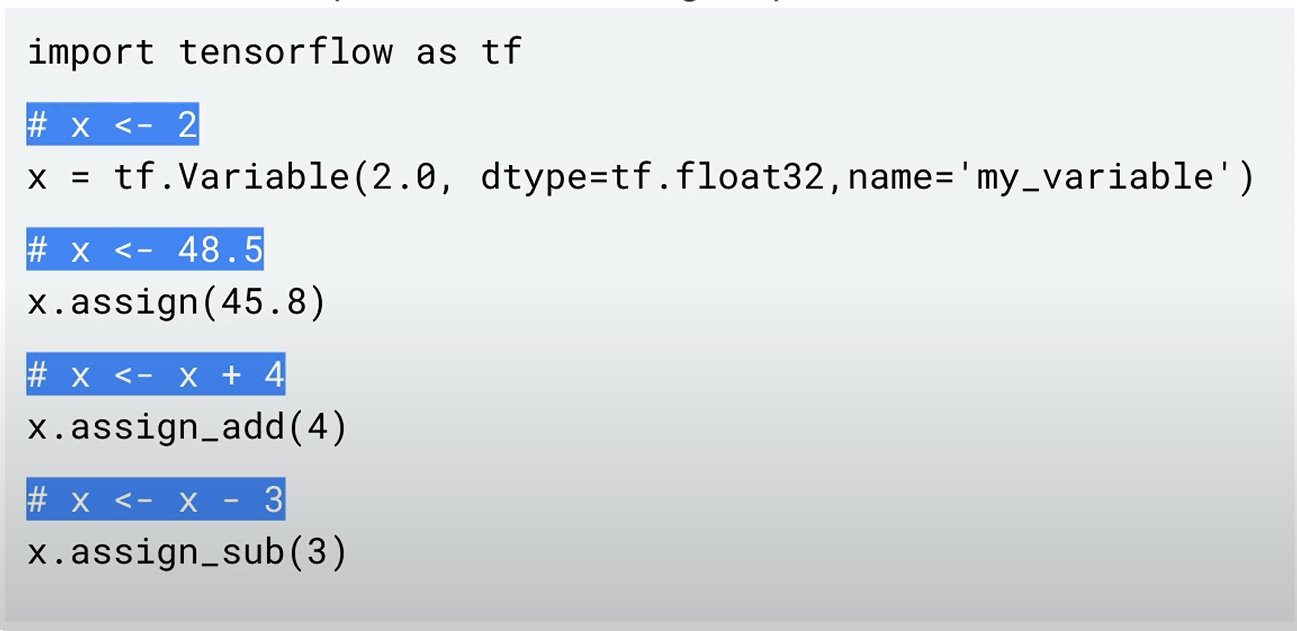 import tensorflow as tf
# x <- 2
x = tf.Variable(2.0, dtype=tf.float32,name='my_variable')
# x <- 48.5
x.assign(45.8)
# x <- x + 4
x.assign_add(4)
# x <- x - 3
x.assign_sub(3)